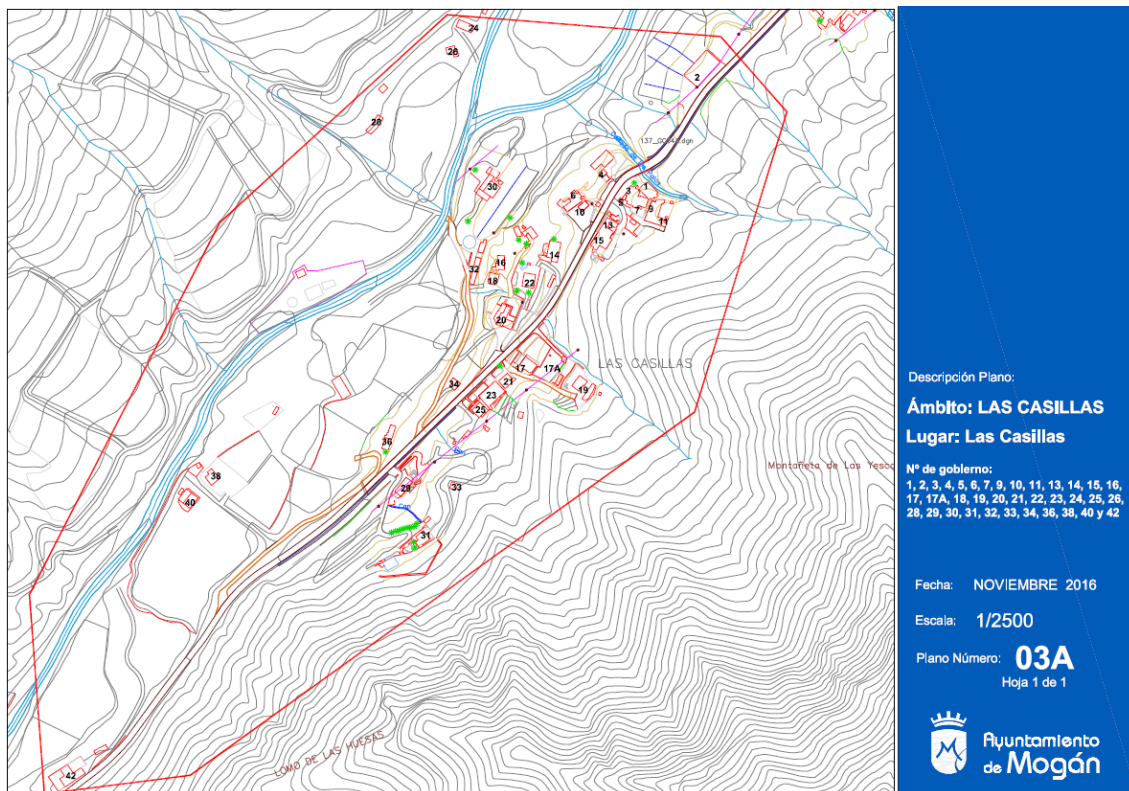 24
26
2
28
137_G0
.dgn
4
30
6
3
1
5
10
7
9
11
13
15
14
32
16
18
22
20
LAS CASILLAS
17
17A
34
21
19
23
25
36
Montañeta de Las Yesca
38
29
33
40
31
LOMO DE LAS HUESAS
42
Descripción Plano:
Ámbito: LAS CASILLAS
Lugar: Las Casillas
Nº de gobierno:
1, 2, 3, 4, 5, 6, 7, 9, 10, 11, 13, 14, 15, 16,
17, 17A, 18, 19, 20, 21, 22, 23, 24, 25, 26,
28, 29, 30, 31, 32, 33, 34, 36, 38, 40 y 42
Fecha: NOVIEMBRE 2016
Escala: 1/2500
Plano Número: 03A
Hoja 1 de 1
Ayuntamiento
de Mogán